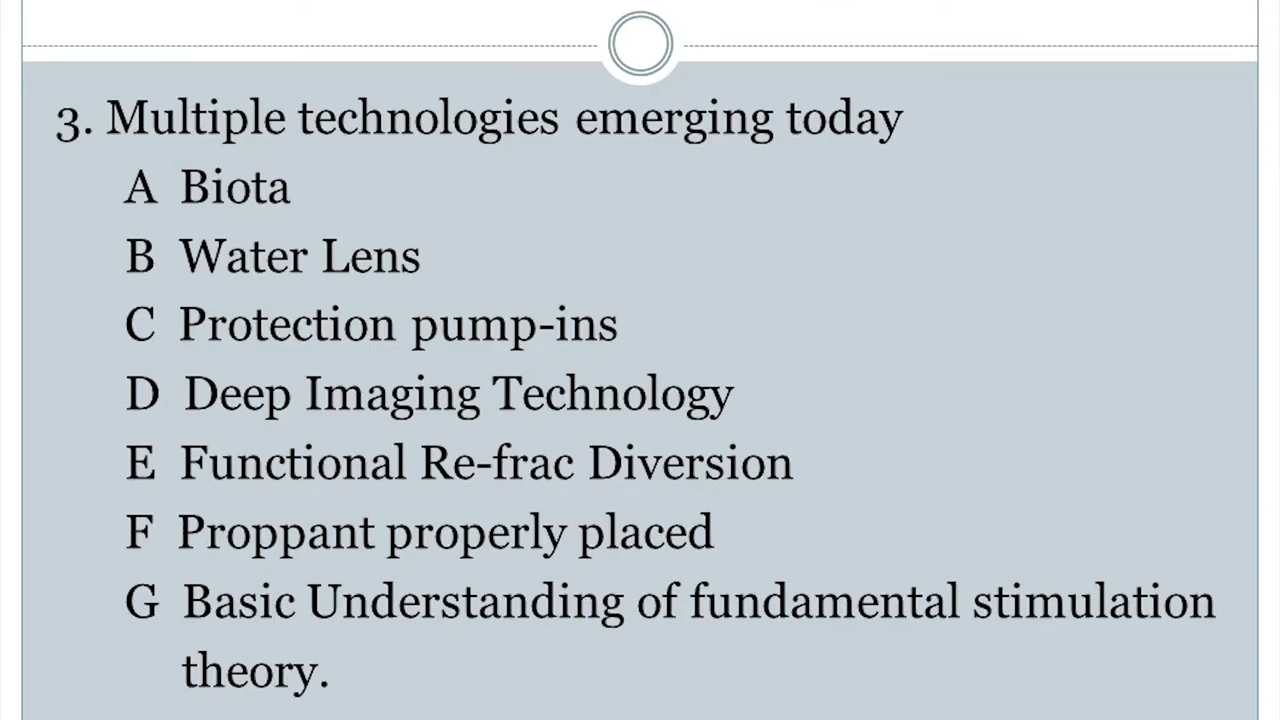 3. Multiple technologies emerging today
A Biota
B Water Lens
C Protection pump-ins
D Deep Imaging Technology
E Functional Re-frac Diversion
F Proppant properly placed
G Basic Understanding of fundamental stimulation
theory.